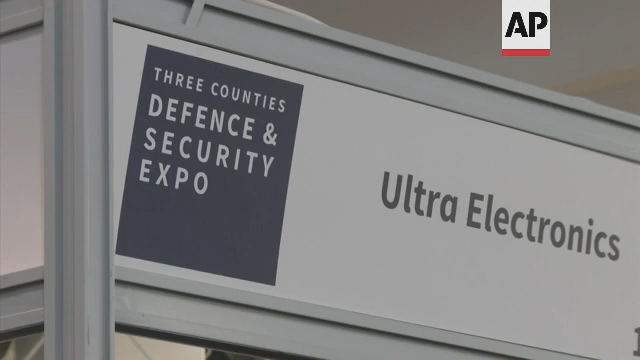 AP
THREE COUNTIES
DEFENCE &
SECURITY
EXPO
Ultra Electronics